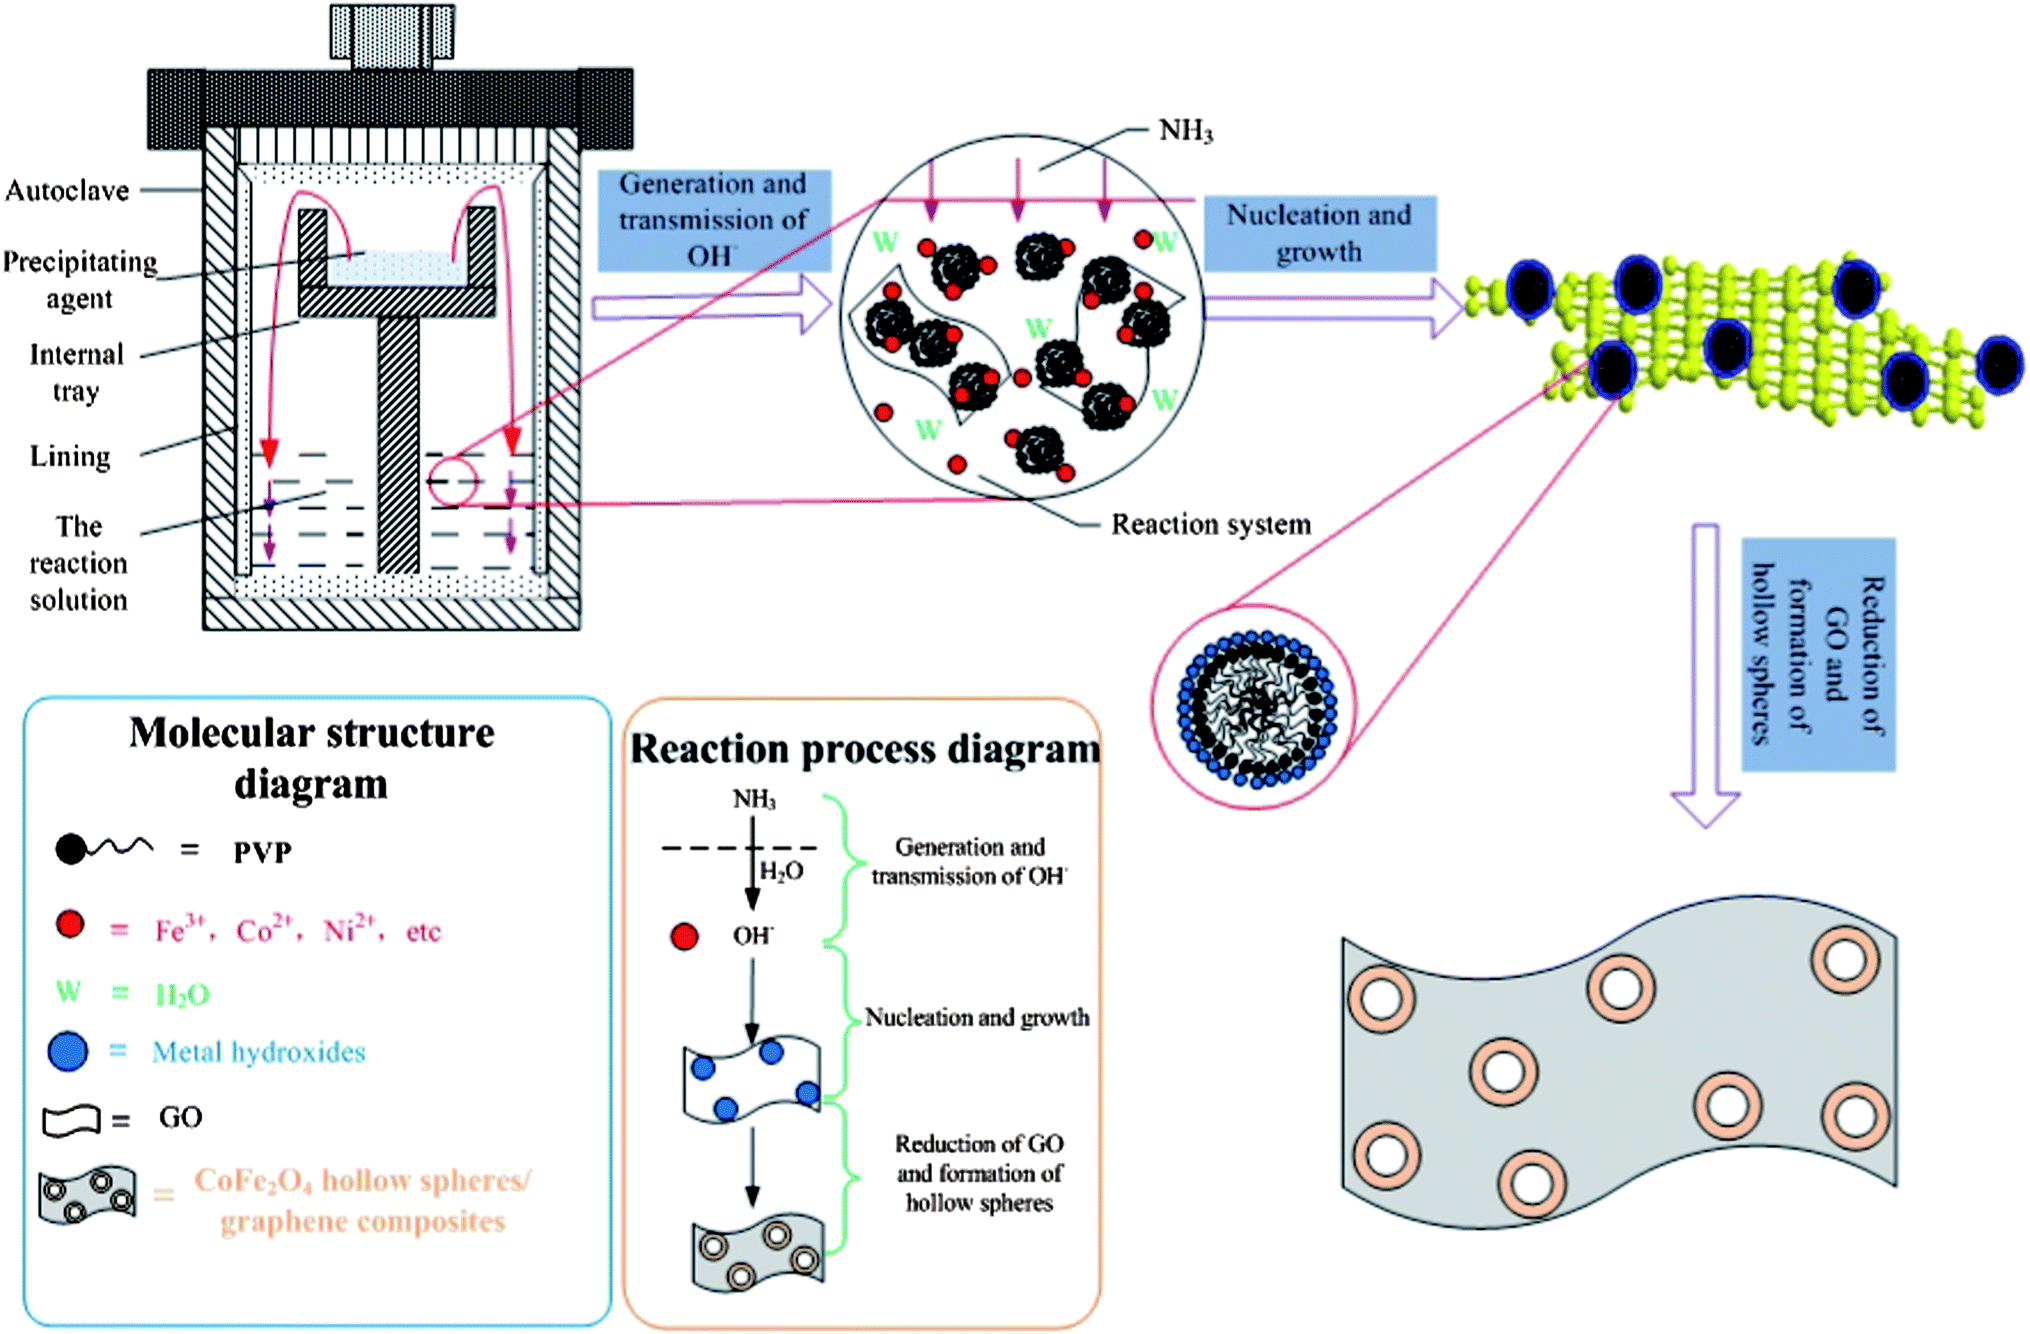 Autoclave
Precipitating
agent
Internal
tray
Lining
The
reaction
solution
Generation and
transmission of
OH⁻
NH₃
W
W
W
W
W
Reaction system
Nucleation and
growth
Reduction of
GO and
formation of
hollow spheres
Molecular structure
diagram
= PVP
= Fe³⁺, Co²⁺, Ni²⁺, etc
W = H₂O
= Metal hydroxides
= GO
= CoFe₂O₄ hollow spheres/
graphene composites
Reaction process diagram
NH₃
H₂O
OH⁻
Generation and
transmission of OH⁻
Nucleation and growth
Reduction of GO
and formation of
hollow spheres